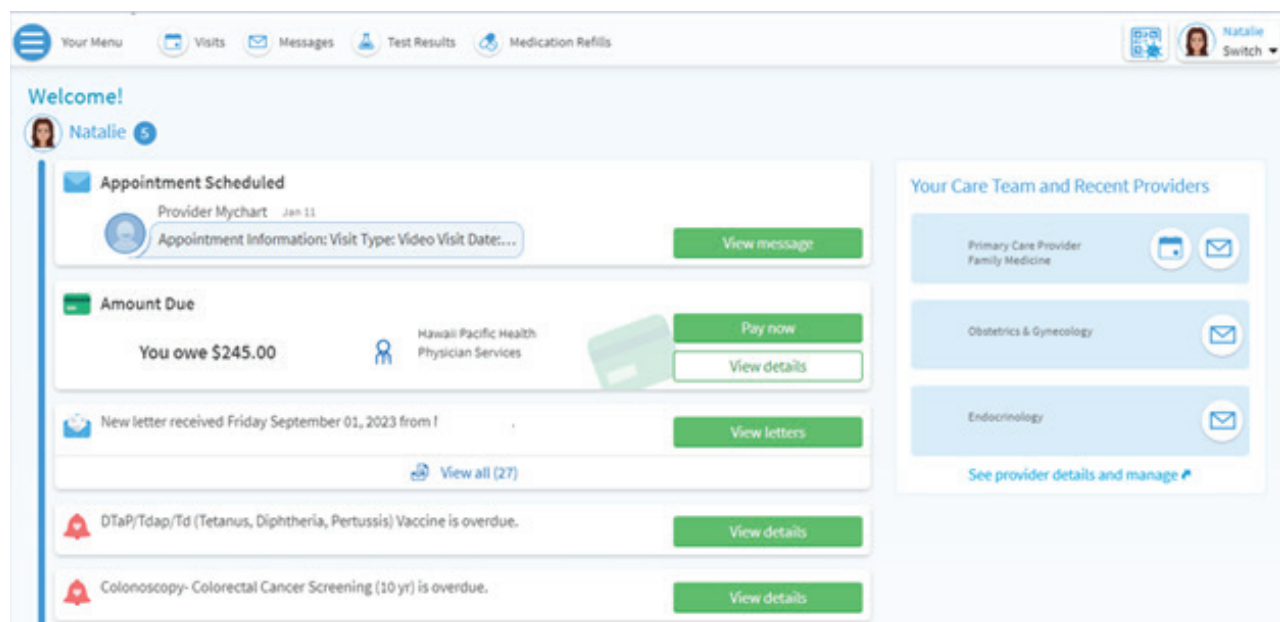 Your Menu Visits Messages Test Results Medication Refills
Natalie
Switch
Welcome!
Natalie 5
Appointment Scheduled
Provider Mychart Jan 11
Appointment Information: Visit Type: Video Visit Date:...
View message
Amount Due
You owe $245.00
Hawaii Pacific Health
Physician Services
Pay now
View details
New letter received Friday September 01, 2023 from
View letters
View all (27)
DTaP/Tdap/Td (Tetanus, Diphtheria, Pertussis) Vaccine is overdue.
View details
Colonoscopy- Colorectal Cancer Screening (10 yr) is overdue.
View details
Your Care Team and Recent Providers
Primary Care Provider
Family Medicine
Obstetrics & Gynecology
Endocrinology
See provider details and manage